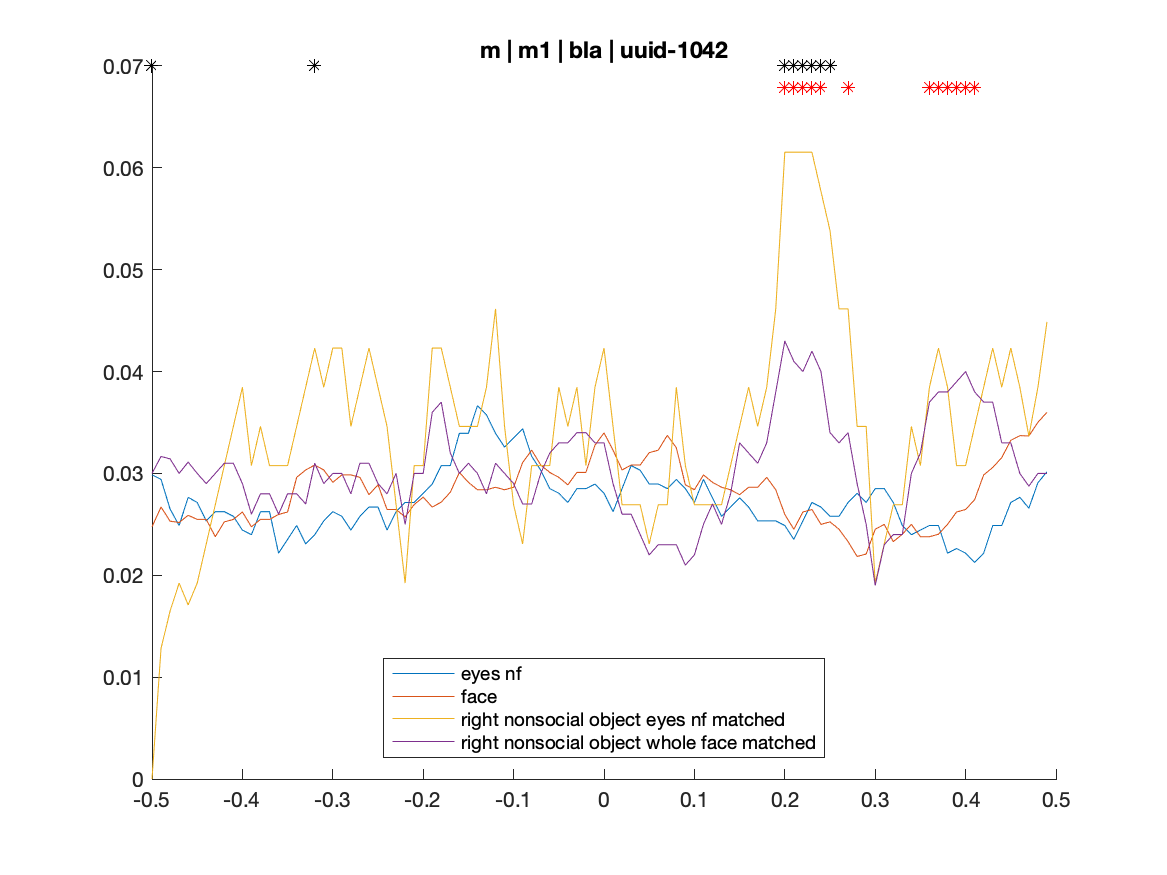 m | m1 | bla | uuid-1042
0.07
0.06
0.05
0.04
0.03
0.02
0.01
0
-0.5 -0.4 -0.3 -0.2 -0.1 0 0.1 0.2 0.3 0.4 0.5
eyes nf
face
right nonsocial object eyes nf matched
right nonsocial object whole face matched